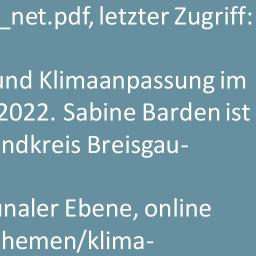 _net.pdf, letzter Zugriff:
und Klimaanpassung im
2022. Sabine Barden ist
ndkreis Breisgau-
unaler Ebene, online
hemen/klima-